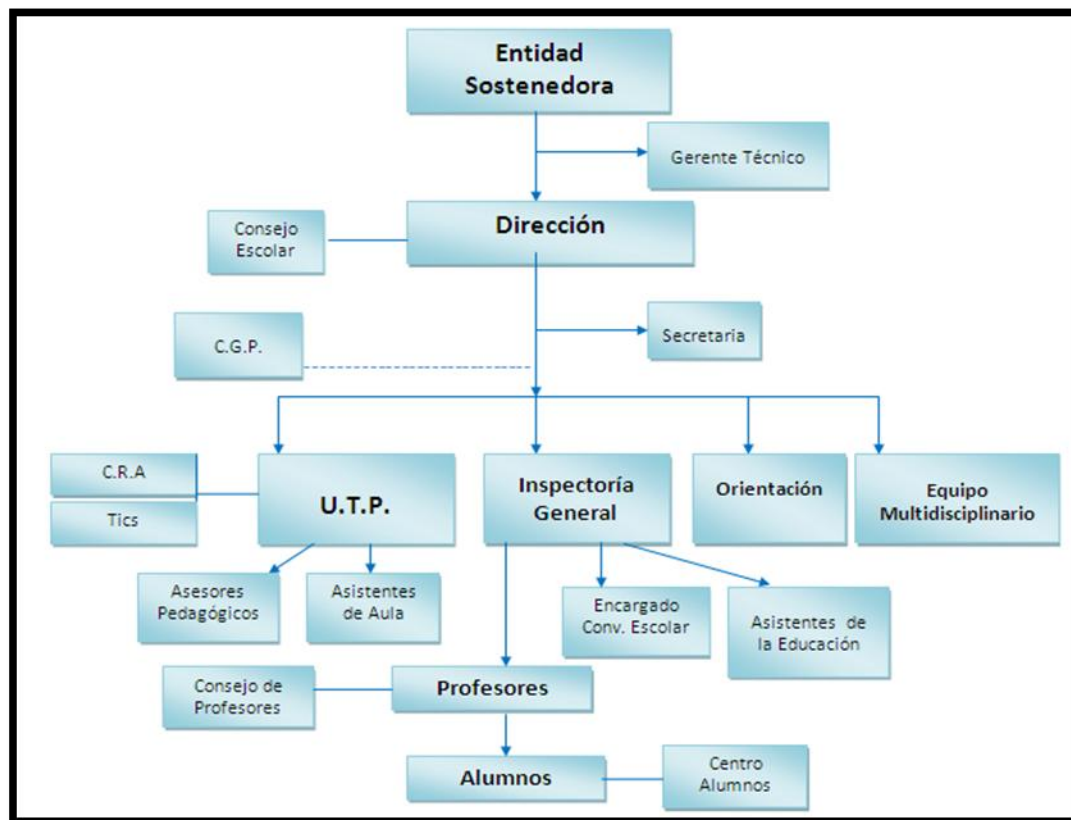 Entidad
Sostenedora
Gerente Técnico
Dirección
Consejo
Escolar
Secretaria
C.G.P.
C.R.A
Tics
U.T.P.
Inspectoría
General
Orientación
Equipo
Multidisciplinario
Asesores
Pedagógicos
Asistentes
de Aula
Encargado
Conv. Escolar
Asistentes de
la Educación
Consejo de
Profesores
Profesores
Alumnos
Centro
Alumnos